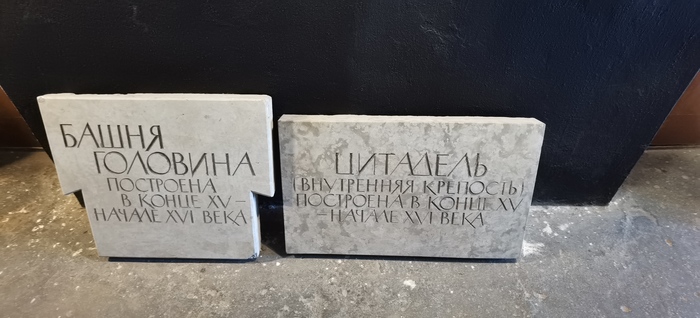 БАШНЯ
ГОЛОВИНА
ПОСТРОЕНА
В КОНЦЕ XV —
НАЧАЛЕ XVI ВЕКА
ЦИТАДЕЛЬ
(ВНУТРЕННЯЯ КРЕПОСТЬ)
ПОСТРОЕНА В КОНЦЕ XV
— НАЧАЛЕ XVI ВЕКА